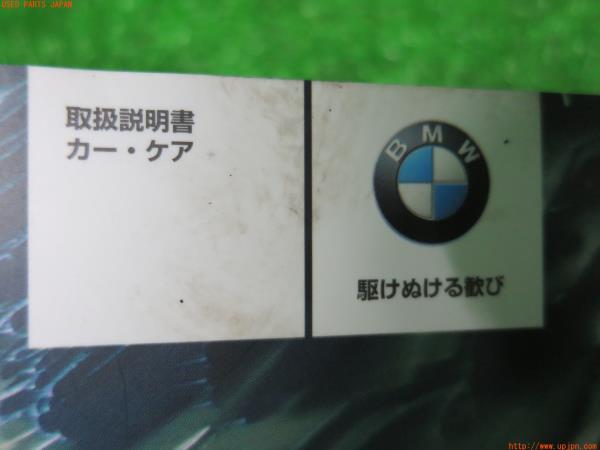 USED PARTS JAPAN
取扱説明書
カー・ケア
BMW
駆けぬける歓び
http://www.upjpn.com/